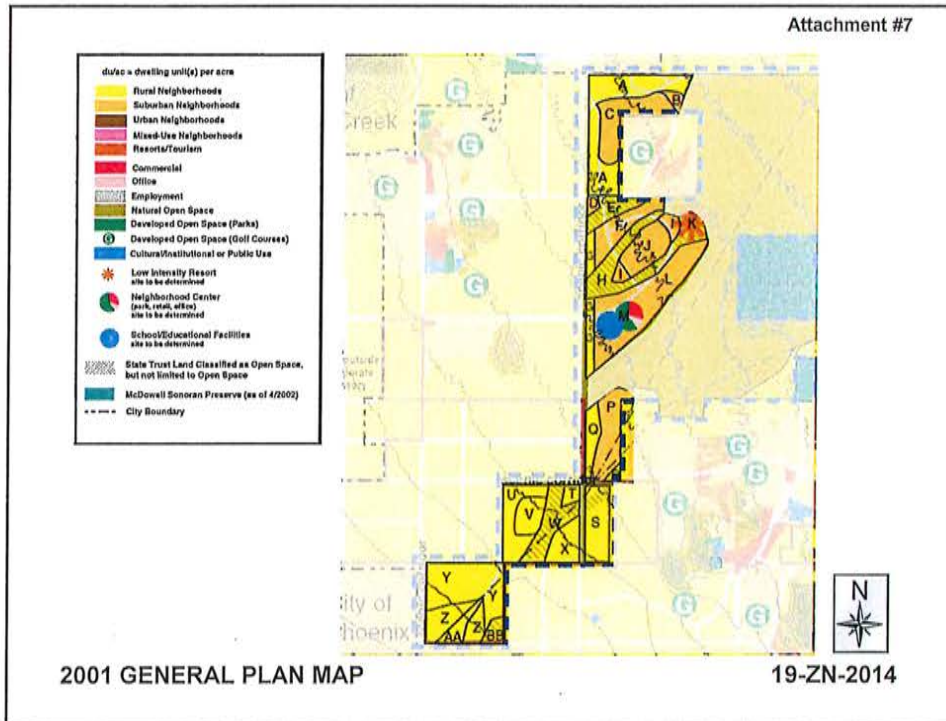 Attachment #7
du/ac = dwelling unit(s) per acre
Rural Neighborhoods
Suburban Neighborhoods
Urban Neighborhoods
Mixed-Use Neighborhoods
Resorts/Tourism
Commercial
Office
Employment
Natural Open Space
Developed Open Space (Parks)
G Developed Open Space (Golf Courses)
Cultural/Institutional or Public Use
Low Intensity Resort
site to be determined
Neighborhood Center
(park, retail, office)
site to be determined
School/Educational Facilities
site to be determined
State Trust Land Classified as Open Space,
but not limited to Open Space
McDowell Sonoran Preserve (as of 4/2002)
City Boundary
A
B
C
G
G
Creek
G
G
A
D
E
G
I
K
J
G
H
I
L
G
M
P
Q
G
G
G
U
T
V
W
S
X
G
Y
Y
Z
Z
AA
BB
G
G
City of
Phoenix
N
2001 GENERAL PLAN MAP
19-ZN-2014